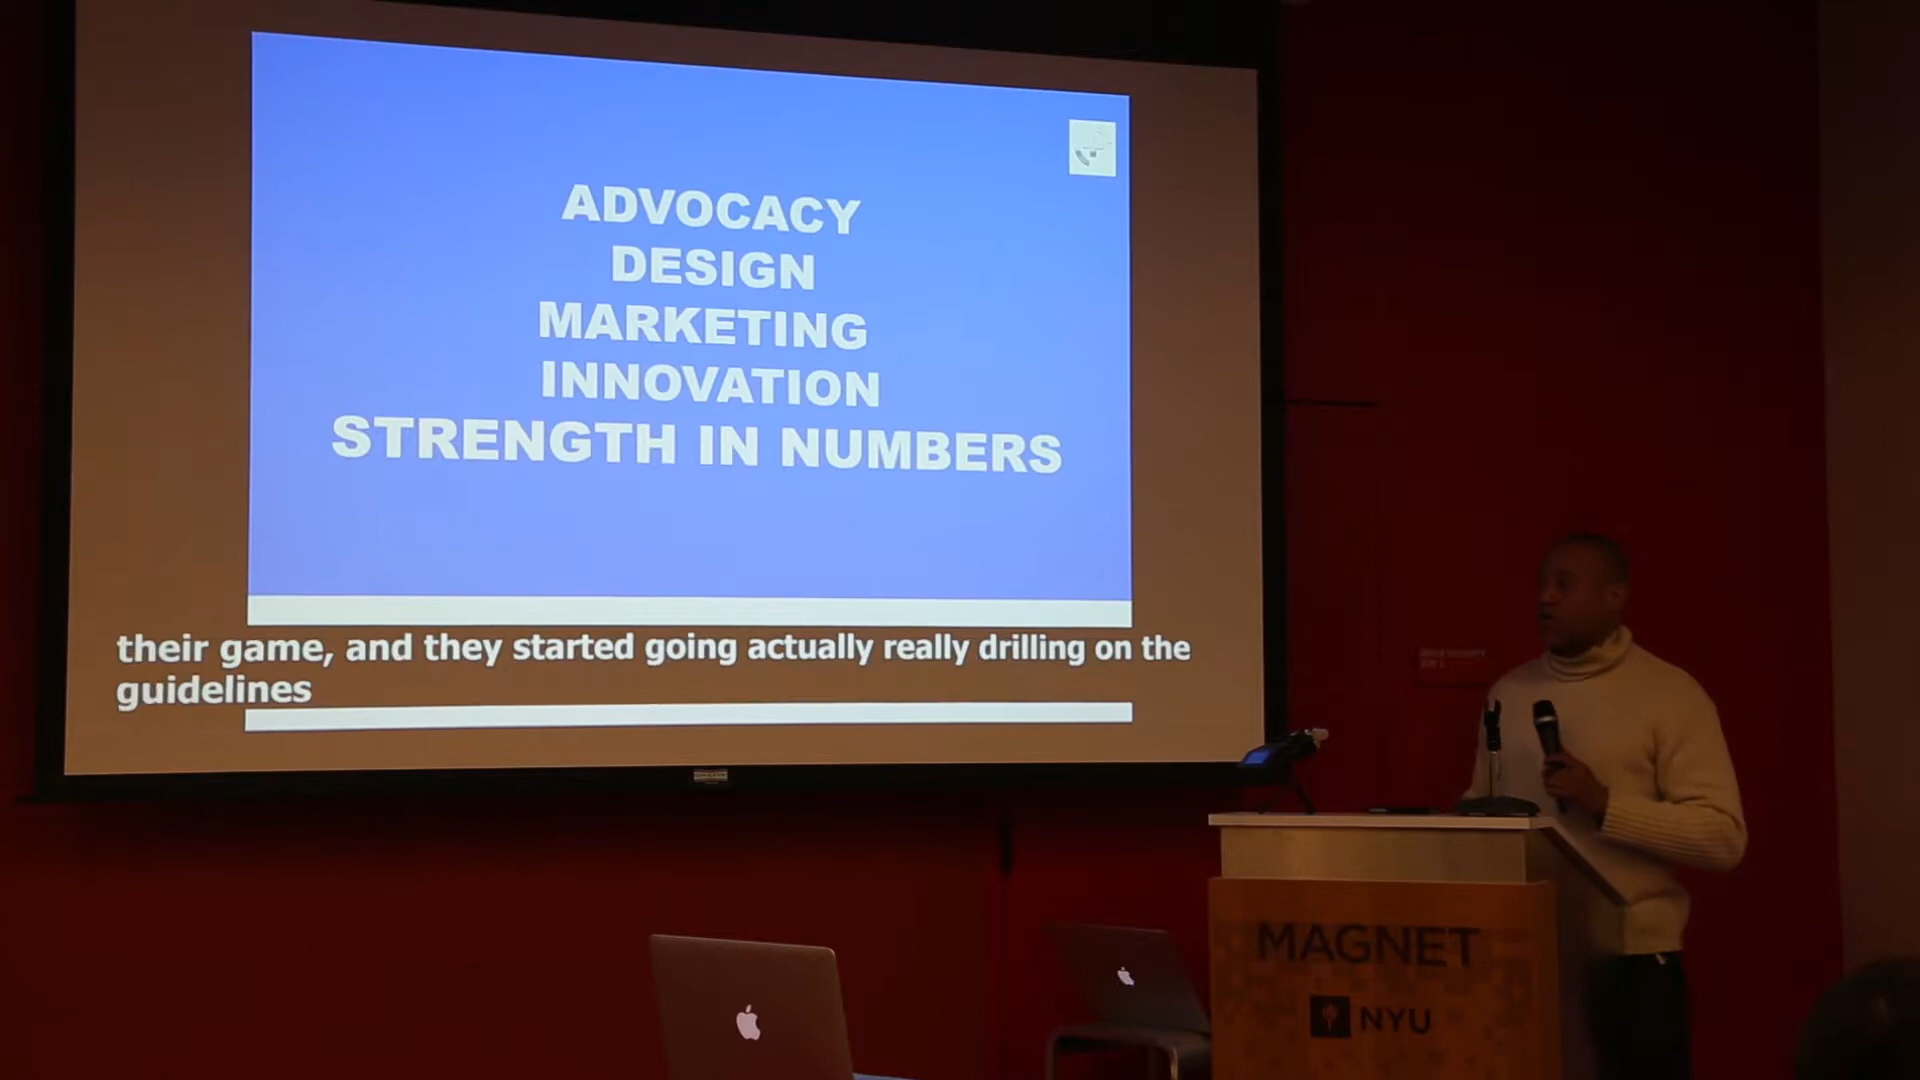 ADVOCACY
DESIGN
MARKETING
INNOVATION
STRENGTH IN NUMBERS
their game, and they started going actually really drilling on the
guidelines
MAGNET
NYU